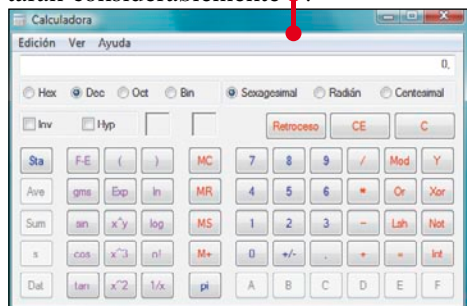 Calculadora
Edición Ver Ayuda
0,
Hex Dec Oct Bin Sexagesimal Radián Centesimal
Inv Hyp Retroceso CE C
Sta F-E ( ) MC 7 8 9 / Mod Y
Ave gms Exp ln MR 4 5 6 * Or Xor
Sum sin x^y log MS 1 2 3 - Lsh Not
s cos x^3 n! M+ 0 +/- , + = Int
Dat tan x^2 1/x pi A B C D E F